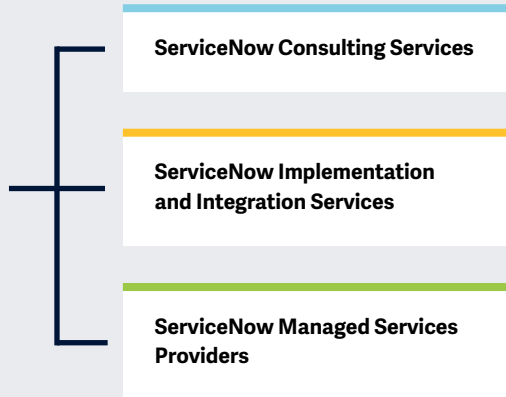 ServiceNow Consulting Services
ServiceNow Implementation
and Integration Services
ServiceNow Managed Services
Providers